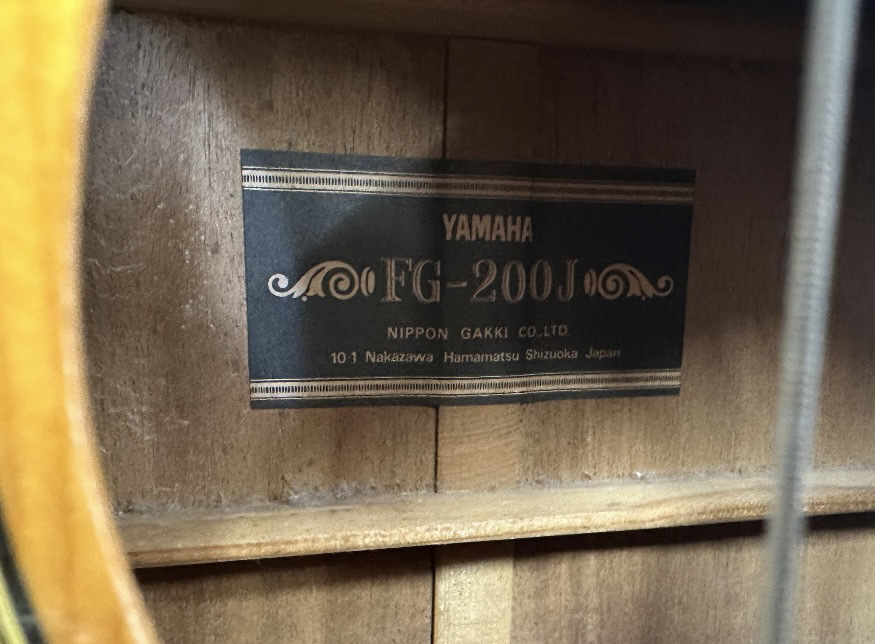 YAMAHA
FG-200J
NIPPON GAKKI CO.,LTD.
10-1 Nakazawa Hamamatsu Shizuoka Japan